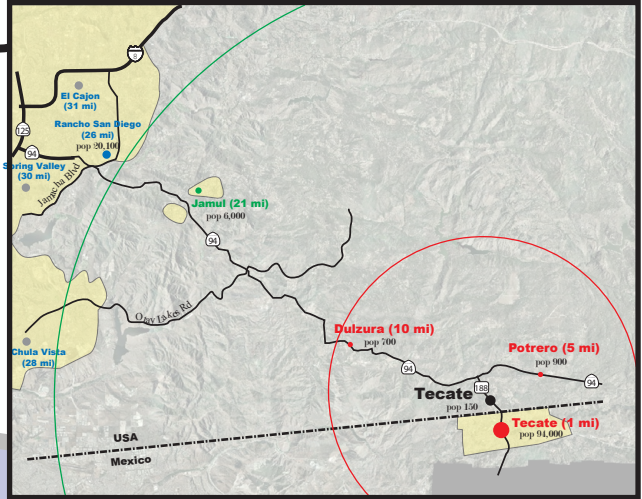 8
El Cajon
(31 mi)
Rancho San Diego
(26 mi)
pop 20,100
125
94
Spring Valley
(30 mi)
Jamacha Blvd
Jamul (21 mi)
pop 6,000
94
Otay Lakes Rd
Dulzura (10 mi)
pop 700
Chula Vista
(28 mi)
94
Potrero (5 mi)
pop 900
94
188
Tecate
pop 150
Tecate (1 mi)
pop 94,000
USA
Mexico